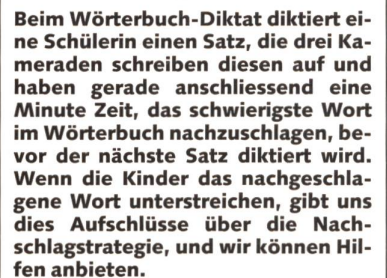 Beim Wörterbuch-Diktat diktiert ei-
ne Schülerin einen Satz, die drei Ka-
meraden schreiben diesen auf und
haben gerade anschliessend eine
Minute Zeit, das schwierigste Wort
im Wörterbuch nachzuschlagen, be-
vor der nächste Satz diktiert wird.
Wenn die Kinder das nachgeschla-
gene Wort unterstreichen, gibt uns
dies Aufschlüsse über die Nach-
schlagstrategie, und wir können Hil-
fen anbieten.